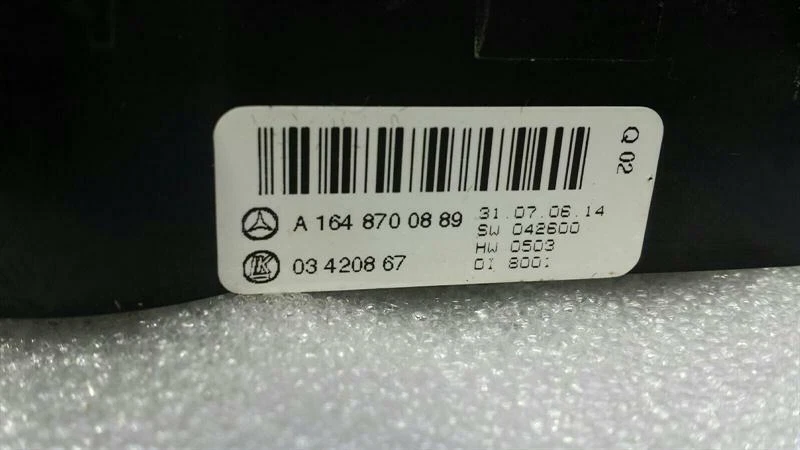 Q 02
A 164 870 08 89
31.07.06.14
SW 042600
HW 0503
03 4208 67
DI 8001